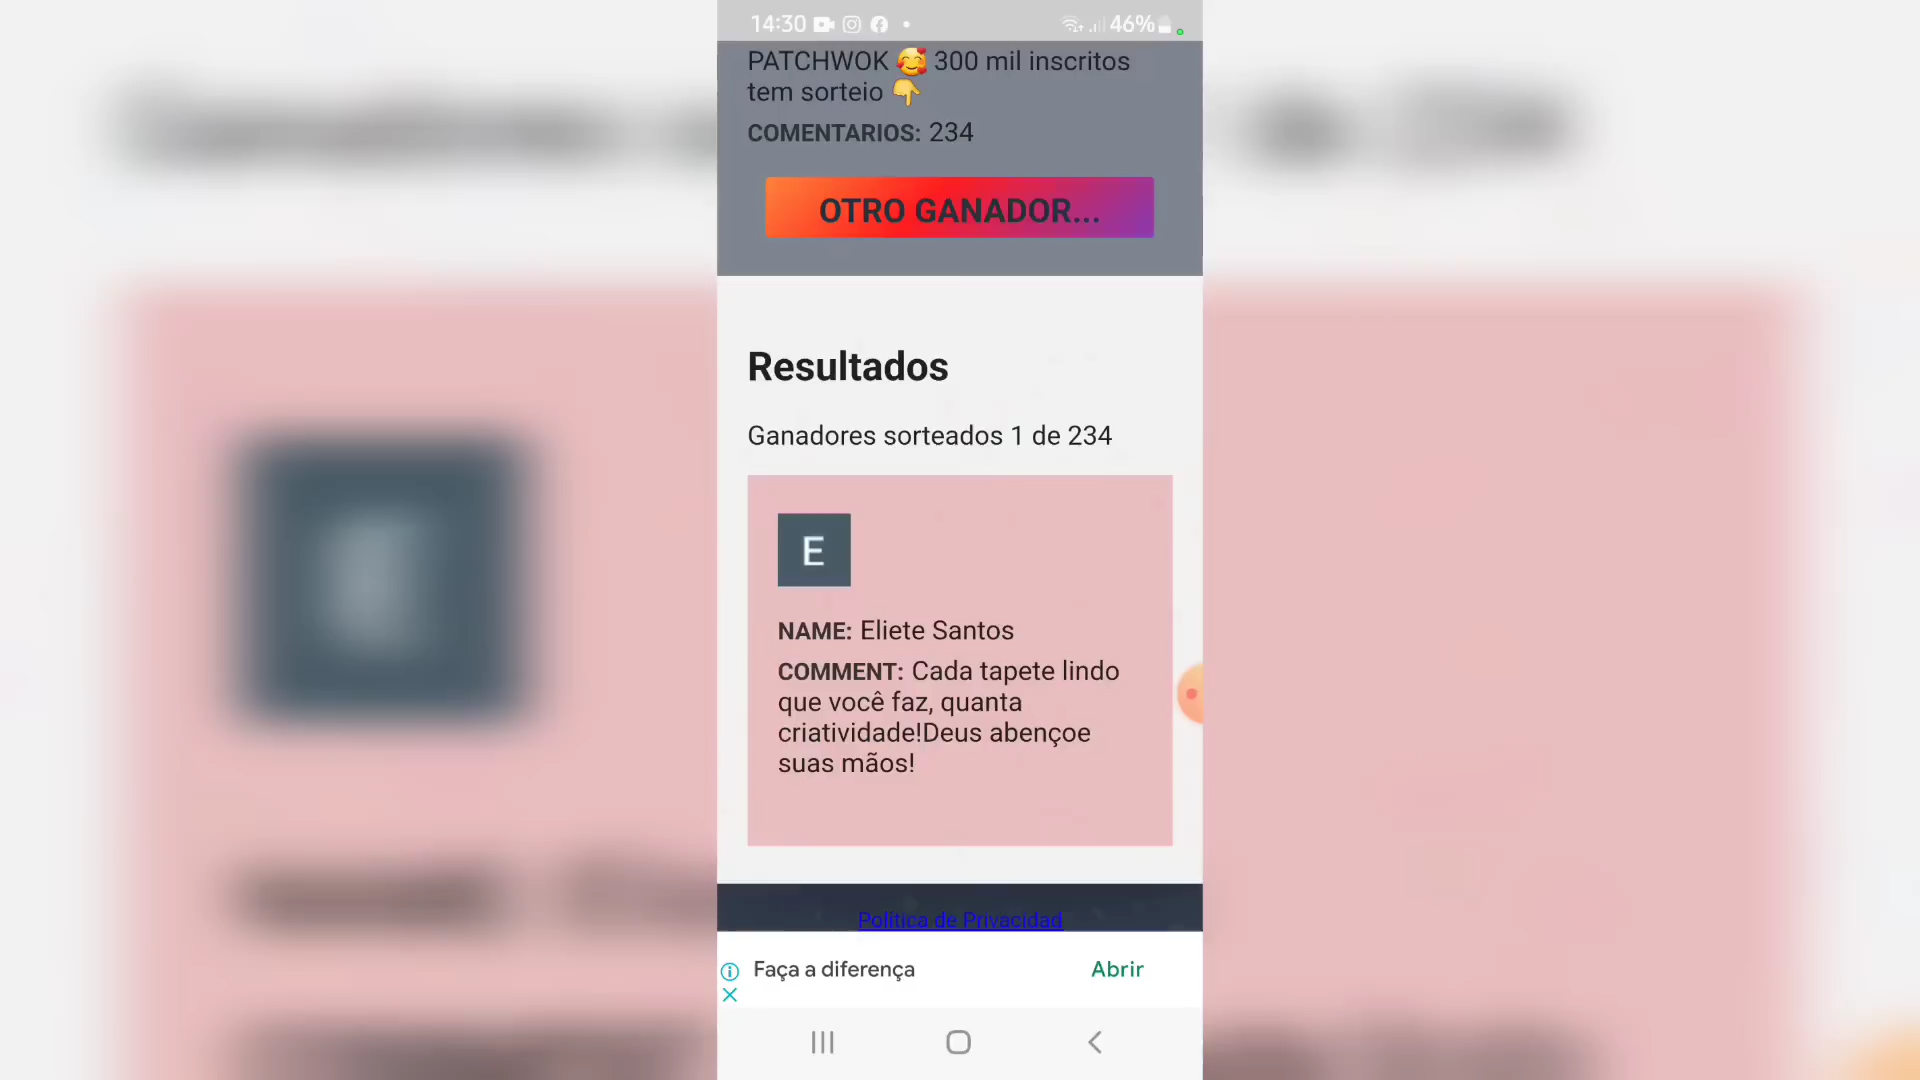 14:30
46%
PATCHWOK 🥰 300 mil inscritos
tem sorteio 👇
COMENTARIOS: 234
OTRO GANADOR...
Resultados
Ganadores sorteados 1 de 234
E
NAME: Eliete Santos
COMMENT: Cada tapete lindo
que você faz, quanta
criatividade!Deus abençoe
suas mãos!
Política de Privacidad
Faça a diferença
Abrir